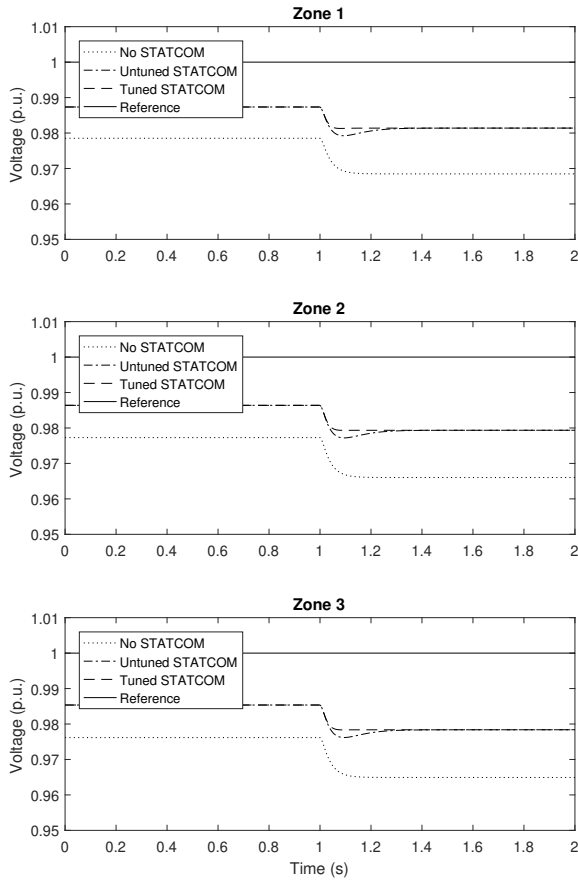 Zone 1
1.01
1
0.99
0.98
0.97
0.96
0.95
Voltage (p.u.)
No STATCOM
Untuned STATCOM
Tuned STATCOM
Reference
0 0.2 0.4 0.6 0.8 1 1.2 1.4 1.6 1.8 2
Zone 2
1.01
1
0.99
0.98
0.97
0.96
0.95
Voltage (p.u.)
No STATCOM
Untuned STATCOM
Tuned STATCOM
Reference
0 0.2 0.4 0.6 0.8 1 1.2 1.4 1.6 1.8 2
Zone 3
1.01
1
0.99
0.98
0.97
0.96
0.95
Voltage (p.u.)
No STATCOM
Untuned STATCOM
Tuned STATCOM
Reference
0 0.2 0.4 0.6 0.8 1 1.2 1.4 1.6 1.8 2
Time (s)